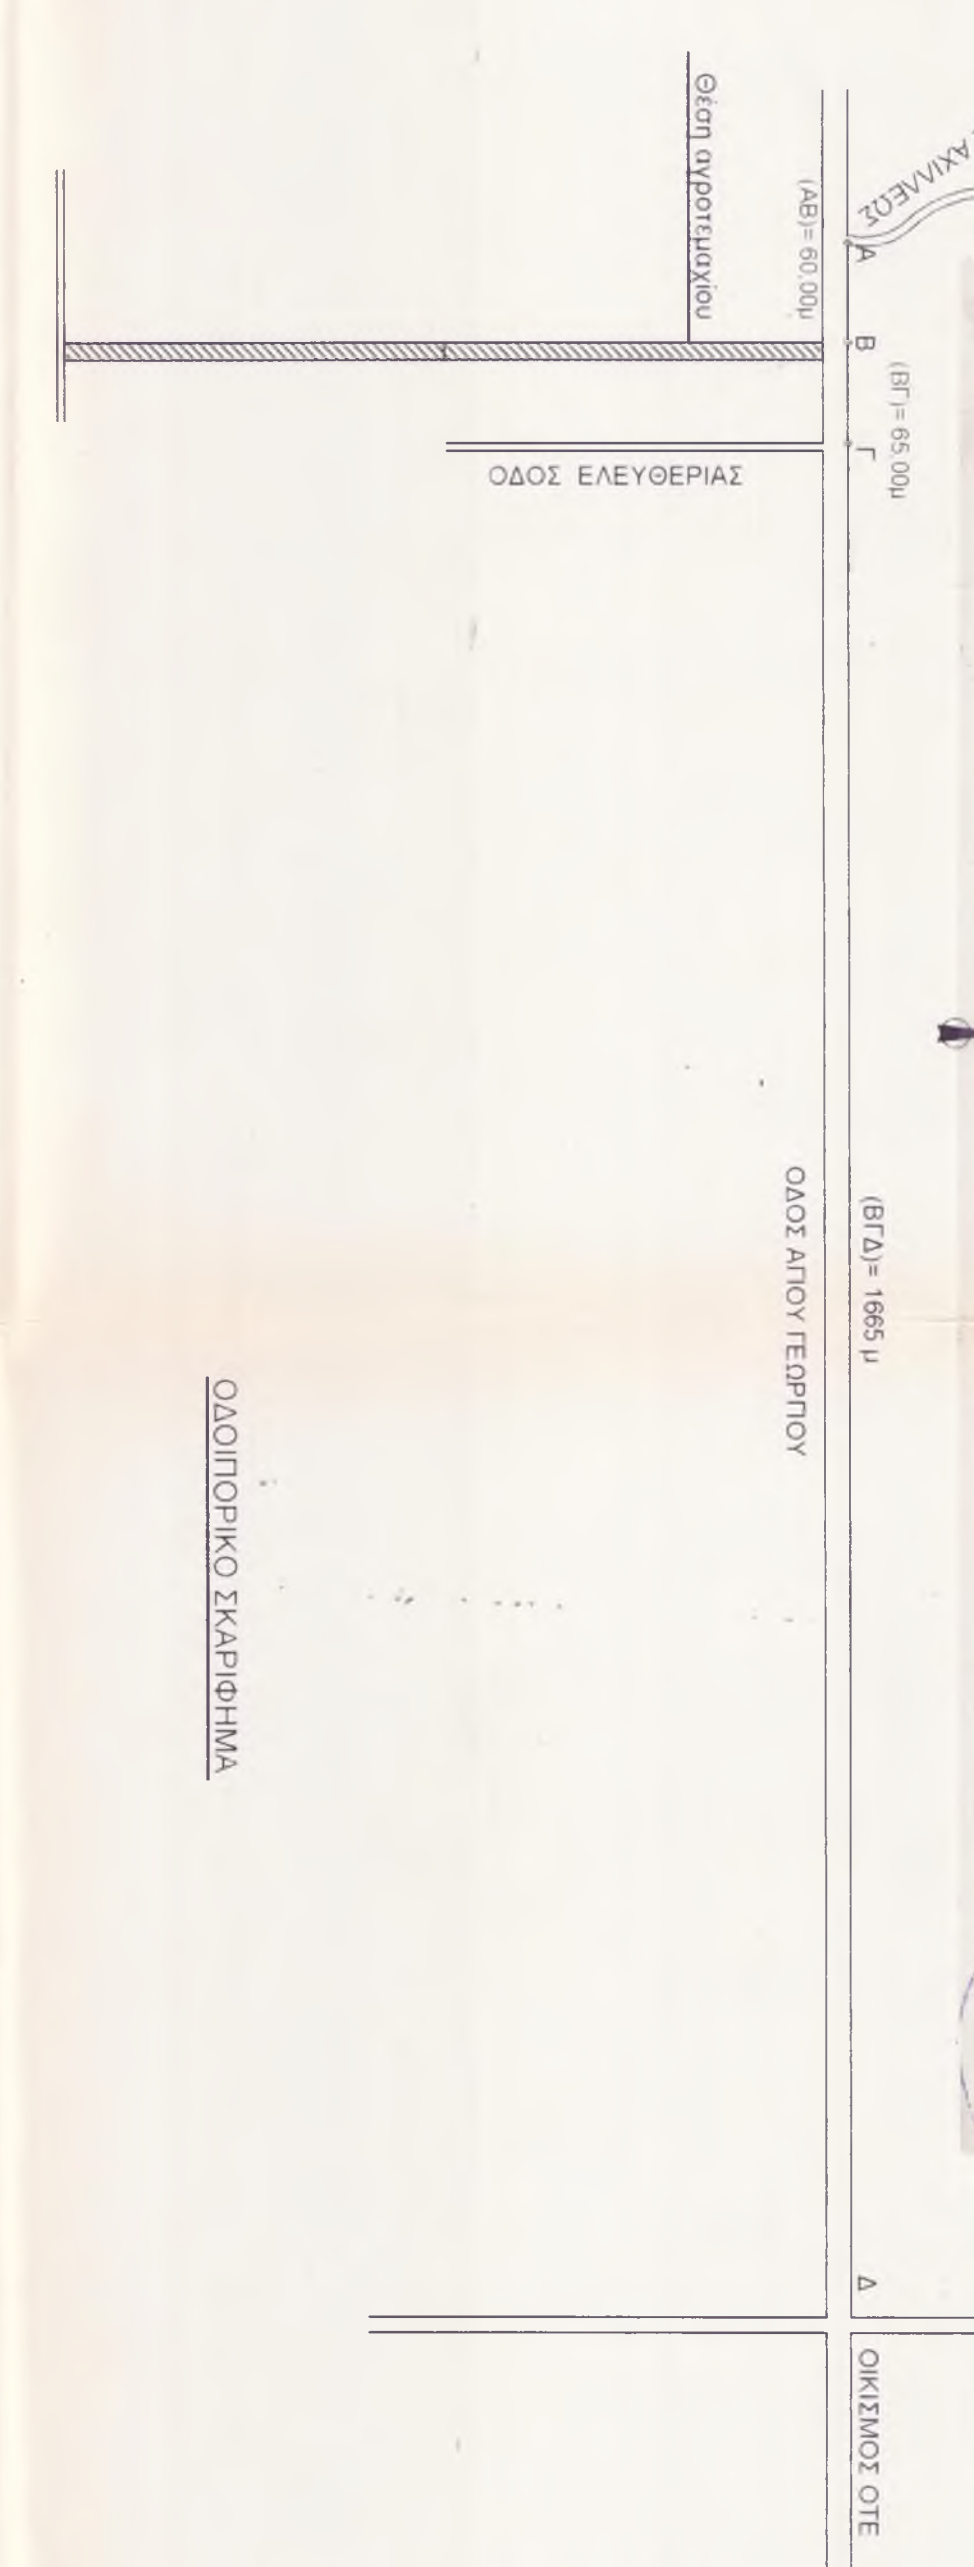 ΑΧΙΛΛΕΩΣ
Α
Β
Γ
(ΑΒ)= 60,00μ
(ΒΓ)= 65,00μ
Θέση αγροτεμαχίου
ΟΔΟΣ ΕΛΕΥΘΕΡΙΑΣ
(ΒΓΔ)= 1665 μ
ΟΔΟΣ ΑΓΙΟΥ ΓΕΩΡΓΙΟΥ
ΟΔΟΙΠΟΡΙΚΟ ΣΚΑΡΙΦΗΜΑ
Δ
ΟΙΚΙΣΜΟΣ ΟΤΕ